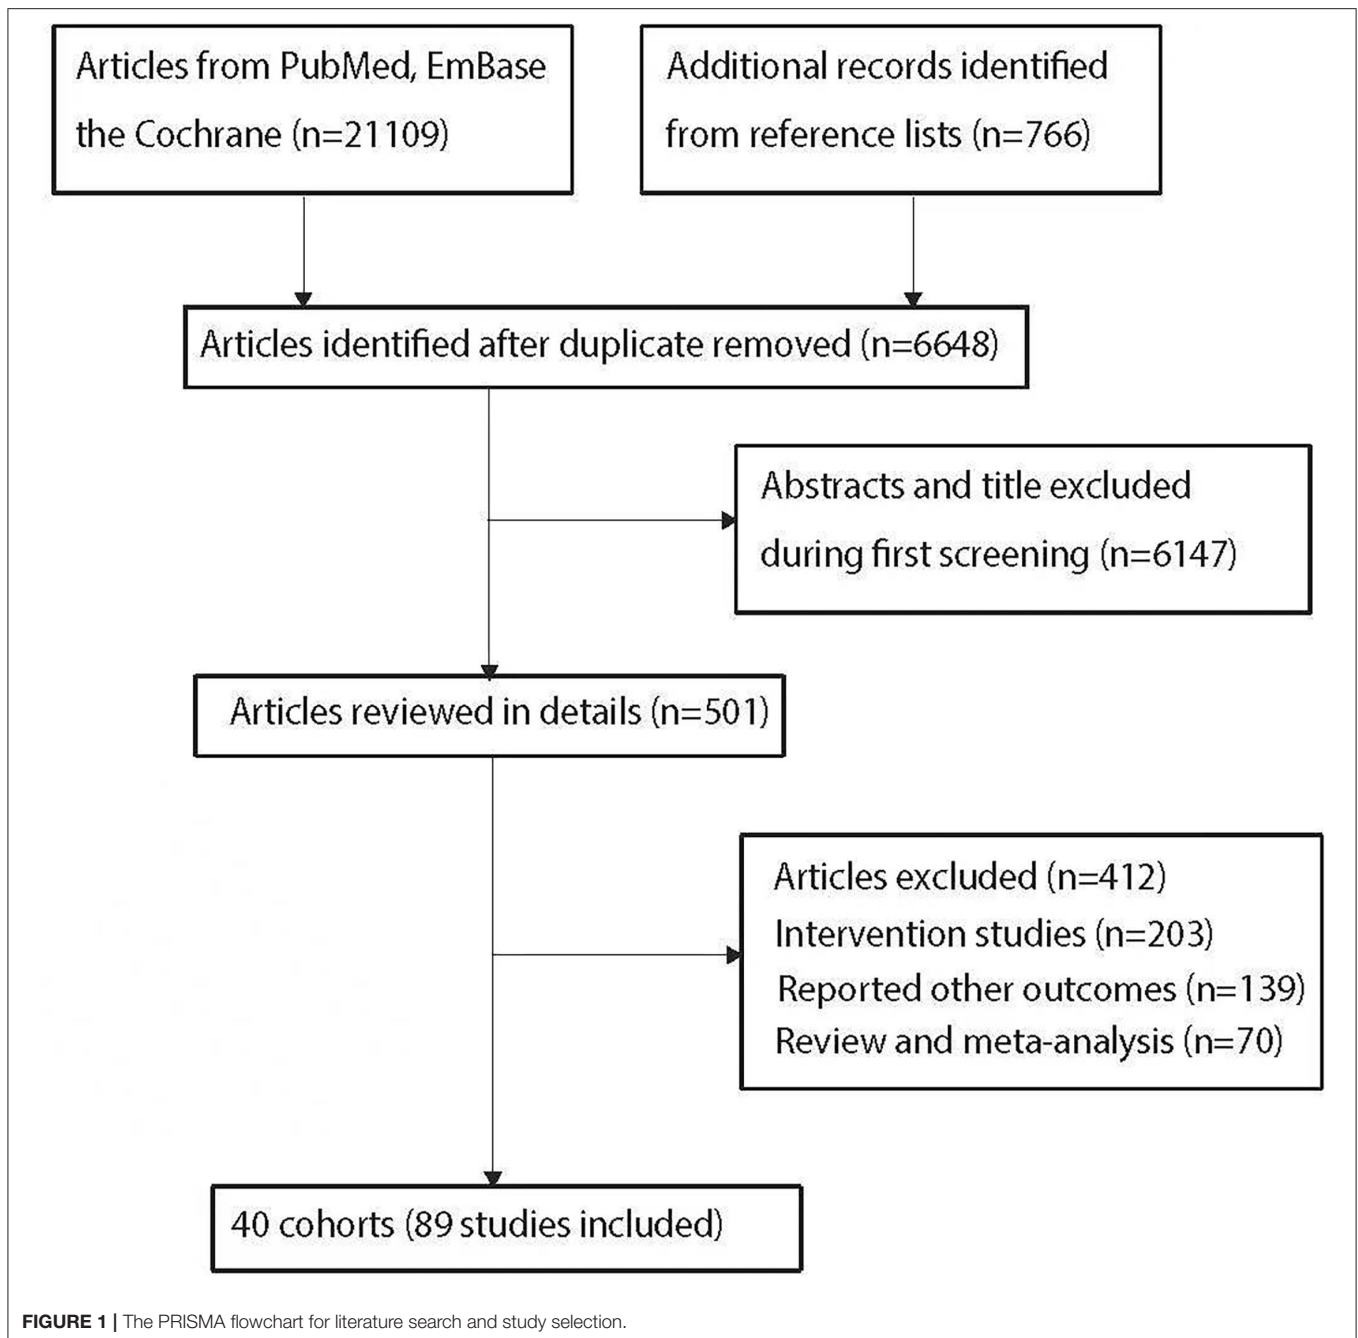 Articles from PubMed, EmBase
the Cochrane (n=21109)
Additional records identified
from reference lists (n=766)
Articles identified after duplicate removed (n=6648)
Abstracts and title excluded
during first screening (n=6147)
Articles reviewed in details (n=501)
Articles excluded (n=412)
Intervention studies (n=203)
Reported other outcomes (n=139)
Review and meta-analysis (n=70)
40 cohorts (89 studies included)
FIGURE 1 | The PRISMA flowchart for literature search and study selection.